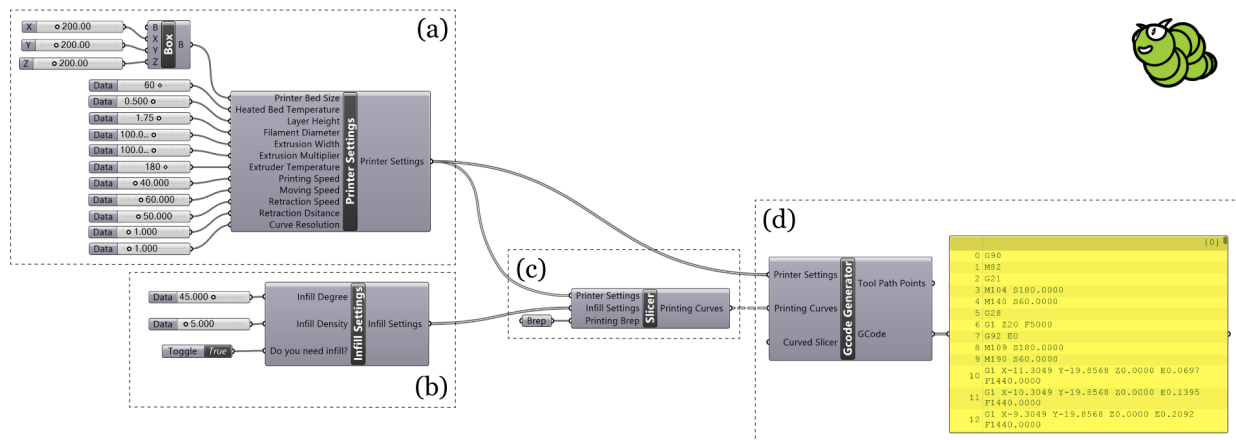 (a)
X 200.00
Y 200.00
Z 200.00
B
X
Y
Z
Box
B
Data 60
Data 0.500
Data 1.75
Data 100.0...
Data 100.0...
Data 180
Data 40.000
Data 60.000
Data 50.000
Data 1.000
Data 1.000
Printer Bed Size
Heated Bed Temperature
Layer Height
Filament Diameter
Extrusion Width
Extrusion Multiplier
Extruder Temperature
Printing Speed
Moving Speed
Retraction Speed
Retraction Dsitance
Curve Resolution
Printer Settings
Printer Settings
(b)
Data 45.000
Data 5.000
Toggle True
Infill Degree
Infill Density
Do you need infill?
Infill Settings
Infill Settings
(c)
Brep
Printer Settings
Infill Settings
Printing Brep
Slicer
Printing Curves
(d)
Printer Settings
Printing Curves
Curved Slicer
Gcode Generator
Tool Path Points
GCode
{0}
0 G90
1 M82
2 G21
3 M104 S180.0000
4 M140 S60.0000
5 G28
6 G1 Z20 F5000
7 G92 E0
8 M109 S180.0000
9 M190 S60.0000
10 G1 X-11.3049 Y-19.8568 Z0.0000 E0.0697
F1440.0000
11 G1 X-10.3049 Y-19.8568 Z0.0000 E0.1395
F1440.0000
12 G1 X-9.3049 Y-19.8568 Z0.0000 E0.2092
F1440.0000